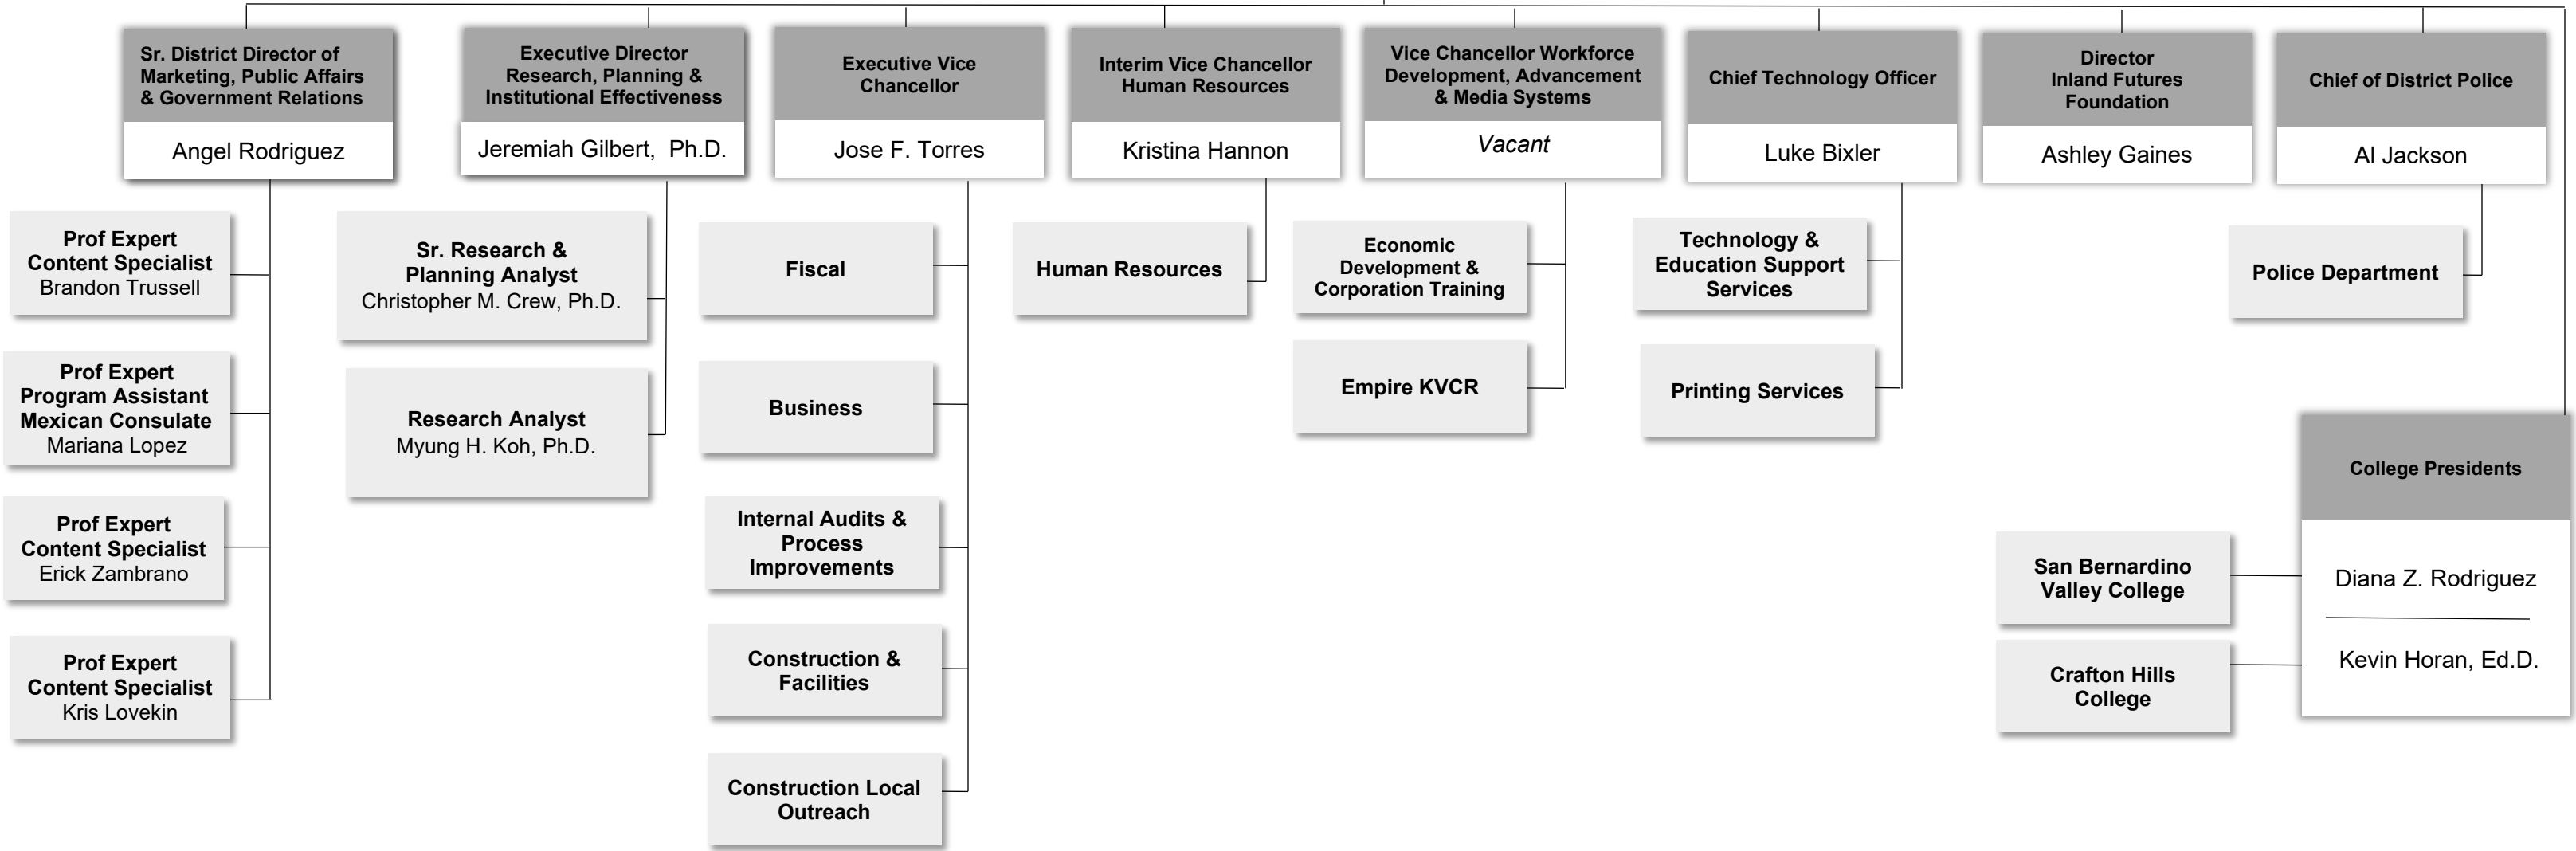 Sr. District Director of
Marketing, Public Affairs
& Government Relations
Angel Rodriguez
Prof Expert
Content Specialist
Brandon Trussell
Prof Expert
Program Assistant
Mexican Consulate
Mariana Lopez
Prof Expert
Content Specialist
Erick Zambrano
Prof Expert
Content Specialist
Kris Lovekin
Executive Director
Research, Planning &
Institutional Effectiveness
Jeremiah Gilbert, Ph.D.
Sr. Research &
Planning Analyst
Christopher M. Crew, Ph.D.
Research Analyst
Myung H. Koh, Ph.D.
Executive Vice
Chancellor
Jose F. Torres
Fiscal
Business
Internal Audits &
Process
Improvements
Construction &
Facilities
Construction Local
Outreach
Interim Vice Chancellor
Human Resources
Kristina Hannon
Human Resources
Vice Chancellor Workforce
Development, Advancement
& Media Systems
Vacant
Economic
Development &
Corporation Training
Empire KVCR
Chief Technology Officer
Luke Bixler
Technology &
Education Support
Services
Printing Services
Director
Inland Futures
Foundation
Ashley Gaines
Chief of District Police
Al Jackson
Police Department
College Presidents
San Bernardino
Valley College
Diana Z. Rodriguez
Crafton Hills
College
Kevin Horan, Ed.D.